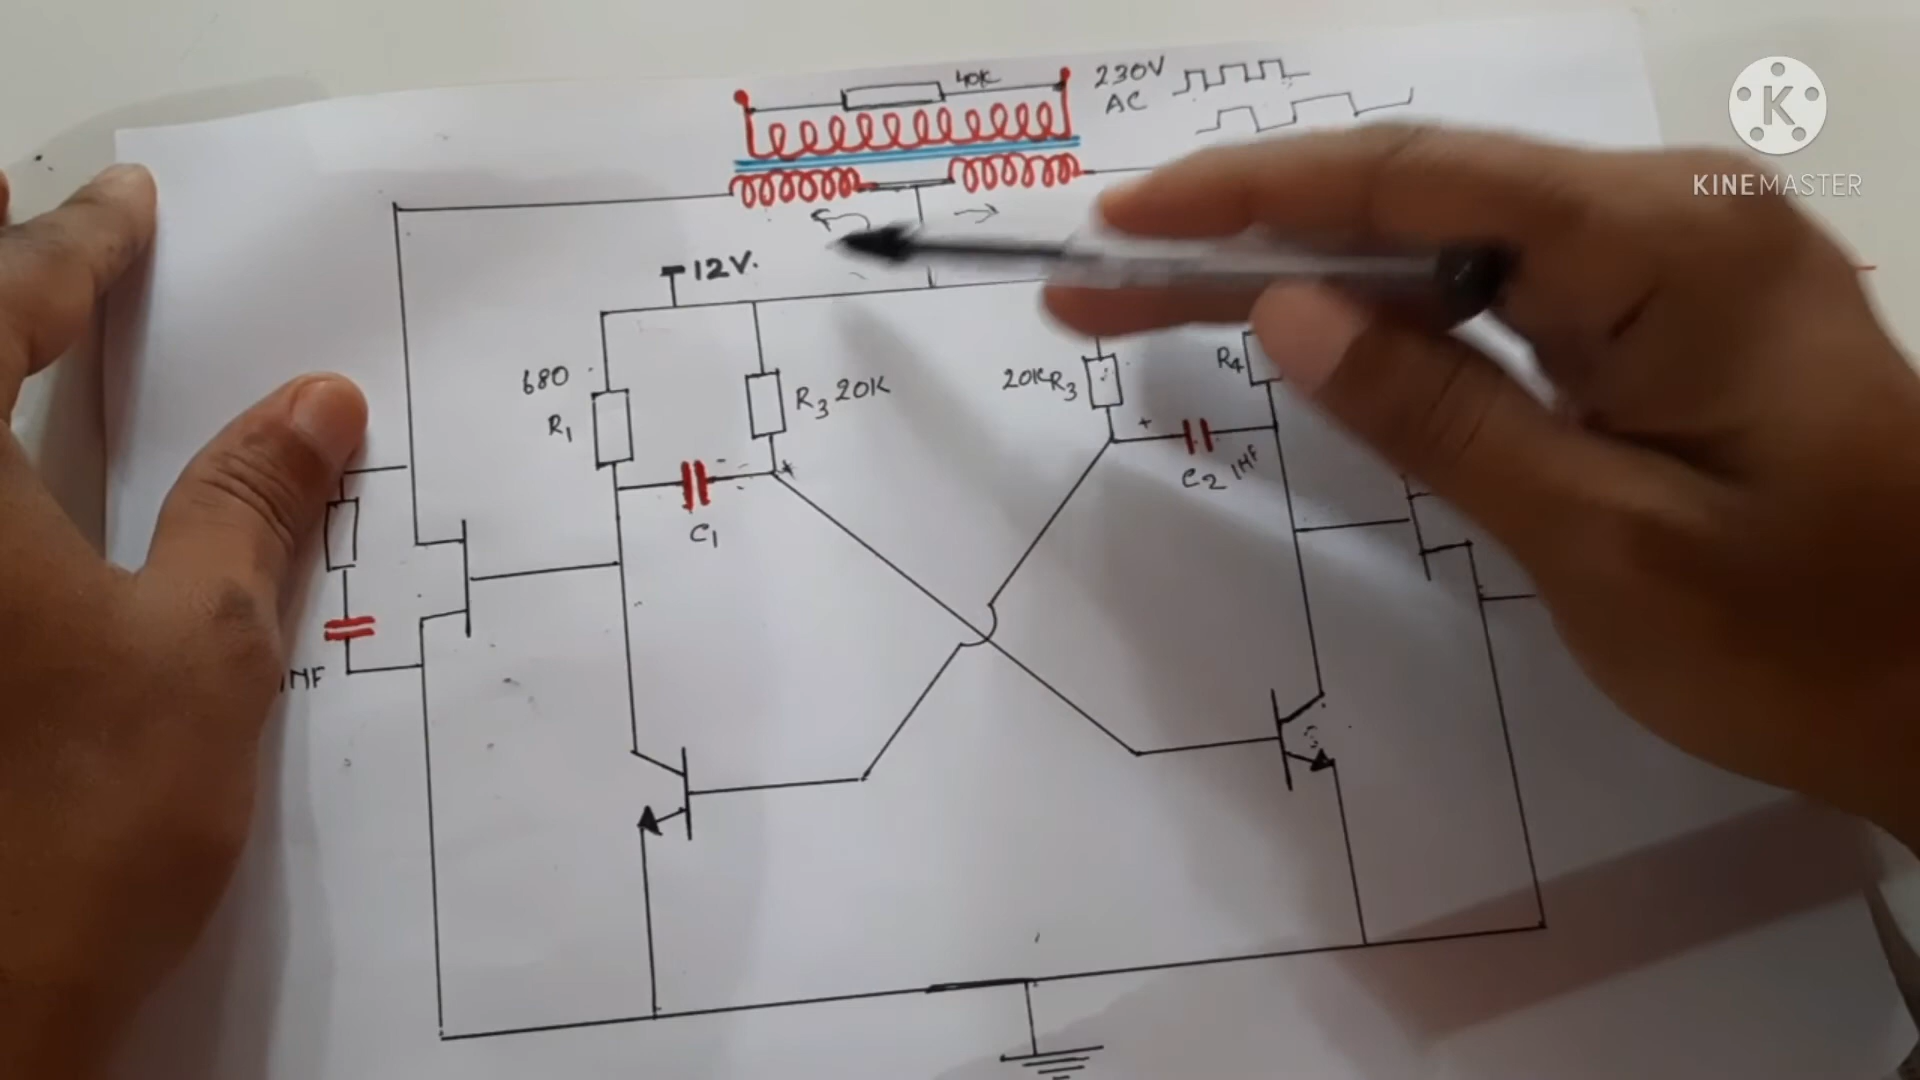 40K
230V
AC
KINEMASTER
12V.
680
R1
R3 20K
20K R3
R4
+
+
C1
C2 1MF
1MF